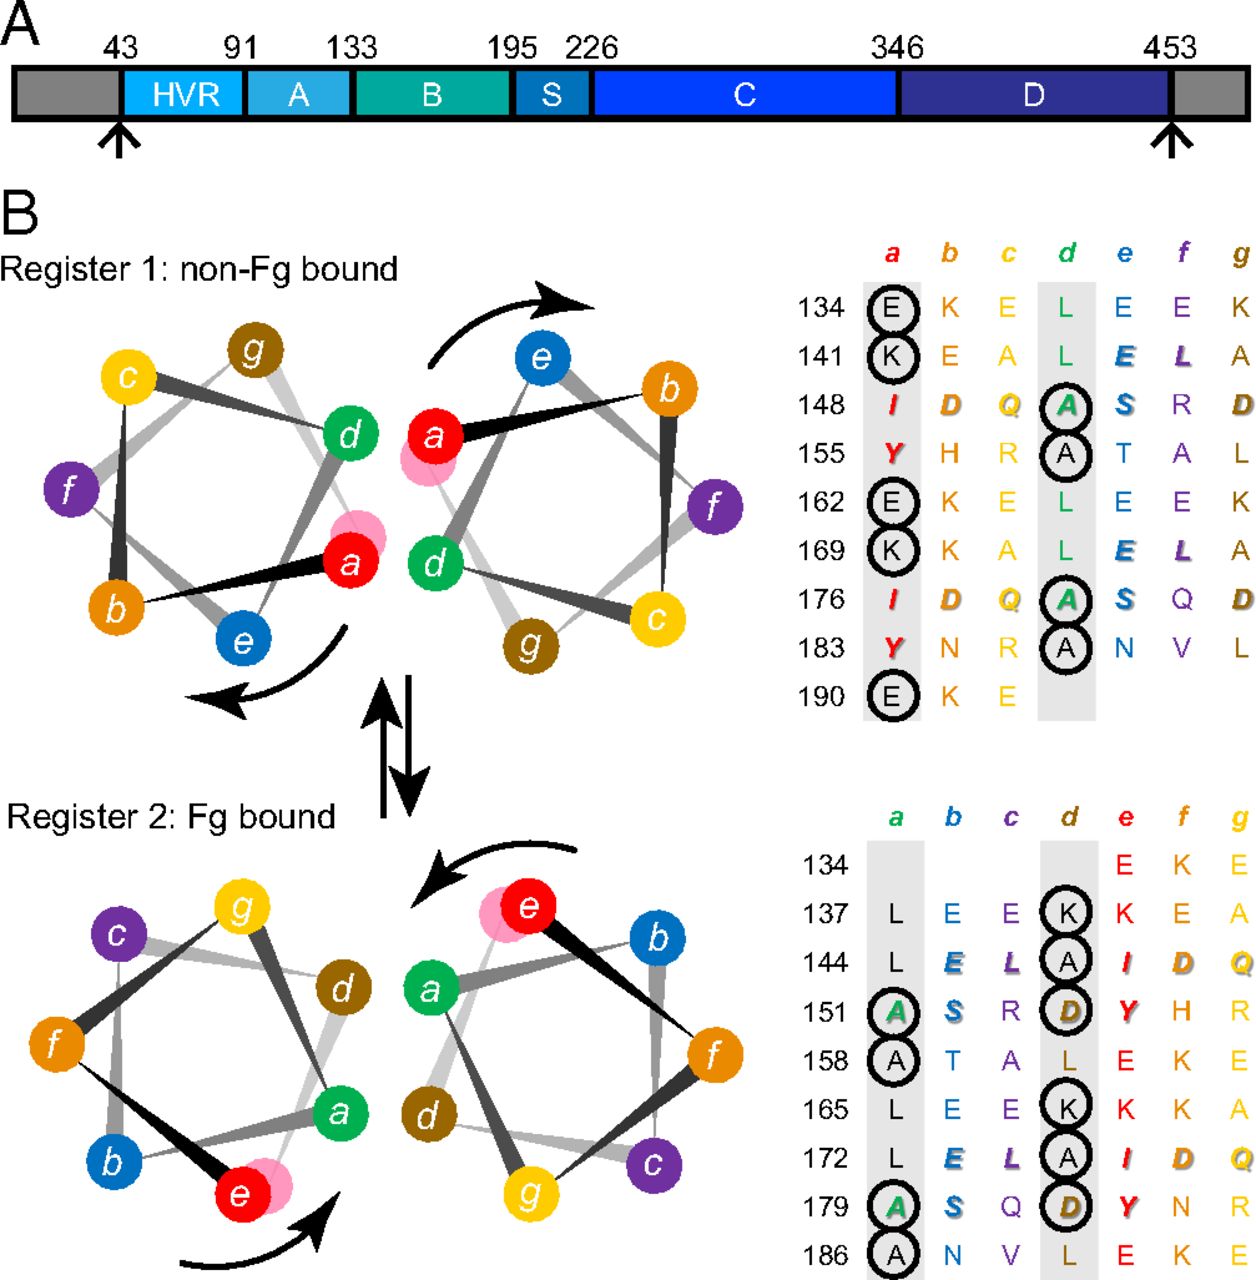 A
43 91 133 195 226 346 453
HVR A B S C D
B
Register 1: non-Fg bound
g e
c b
d a
f f
a d
b c
e g
a b c d e f g
134 E K E L E E K
141 K E A L E L A
148 I D Q A S R D
155 Y H R A T A L
162 E K E L E E K
169 K K A L E L A
176 I D Q A S Q D
183 Y N R A N V L
190 E K E
Register 2: Fg bound
g e
c b
d a
f f
a d
b c
e g
a b c d e f g
134 E K E
137 L E E K K E A
144 L E L A I D Q
151 A S R D Y H R
158 A T A L E K E
165 L E E K K K A
172 L E L A I D Q
179 A S Q D Y N R
186 A N V L E K E